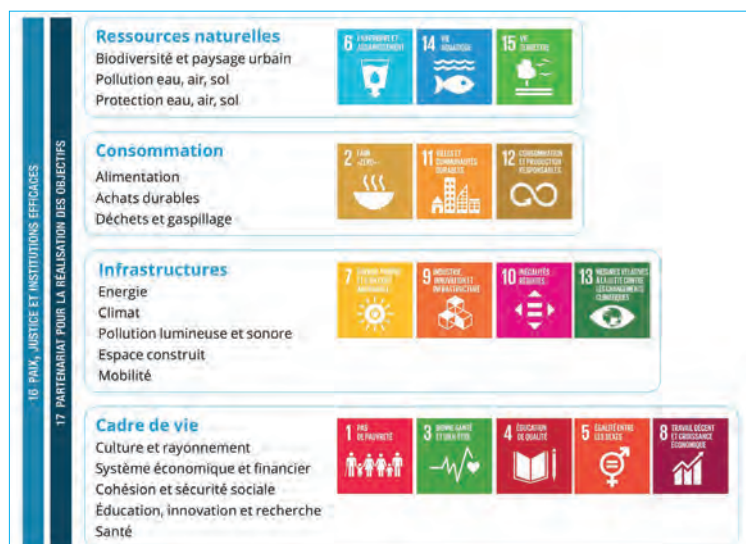 16 PAIX, JUSTICE ET INSTITUTIONS EFFICACES
17 PARTENARIAT POUR LA RÉALISATION DES OBJECTIFS
Ressources naturelles
Biodiversité et paysage urbain
Pollution eau, air, sol
Protection eau, air, sol
6
14 VIE
AQUATIQUE
15 VIE
TERRESTRE
Consommation
Alimentation
Achats durables
Déchets et gaspillage
2 FAIM
«ZÉRO»
11 VILLES ET
COMMUNAUTÉS
DURABLES
12 CONSOMMATION
ET PRODUCTION
RESPONSABLES
Infrastructures
Energie
Climat
Pollution lumineuse et sonore
Espace construit
Mobilité
7
9 INDUSTRIE,
INNOVATION ET
INFRASTRUCTURE
10 INÉGALITÉS
RÉDUITES
13 MESURES RELATIVES
À LA LUTTE CONTRE
LES CHANGEMENTS
CLIMATIQUES
Cadre de vie
Culture et rayonnement
Système économique et financier
Cohésion et sécurité sociale
Éducation, innovation et recherche
Santé
1 PAS
DE PAUVRETÉ
3 BONNE SANTÉ
ET BIEN-ÊTRE
4 ÉDUCATION
DE QUALITÉ
5 ÉGALITÉ ENTRE
LES SEXES
8 TRAVAIL DÉCENT
ET CROISSANCE
ÉCONOMIQUE